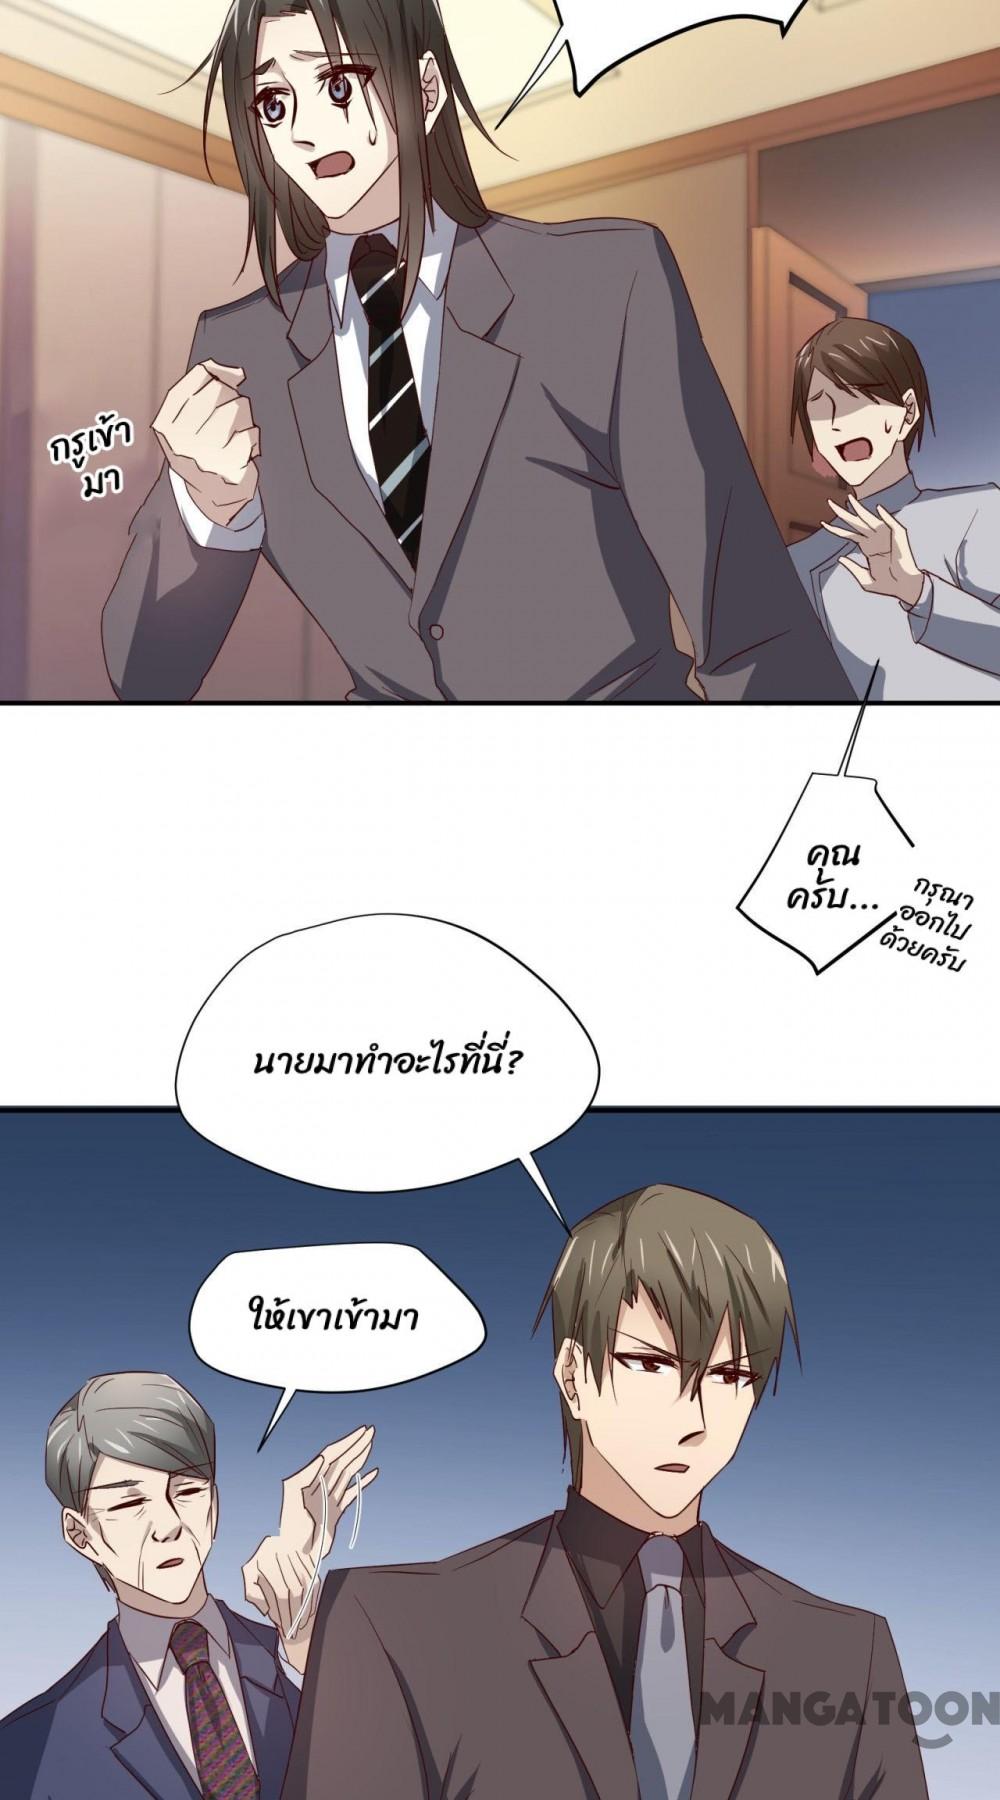 กรูเข้า
มา
คุณ
ครับ...
กรุณา
ออกไป
ด้วยครับ
นายมาทำอะไรที่นี่?
ให้เขาเข้ามา
MANGATOON